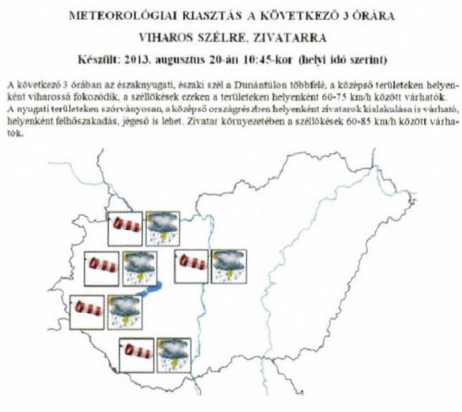 METEOROLÓGIAI RIASZTÁS A KÖVETKEZŐ 3 ÓRÁRA
VIHAROS SZÉLRE, ZIVATARRA
Készült: 2013. augusztus 20-án 10:45-kor (helyi idő szerint)
A következő 3 órában az északnyugati, északi szél a Dunántúlon többfelé, a középső területeken helyen-
ként viharossá fokozódik, a széllökések ezeken a területeken helyenként 60-75 km/h között várhatók.
A nyugati területeken szórványosan, a középső országrészben helyenként zivatarok kialakulása is várható,
helyenként felhőszakadás, jégeső is lehet. Zivatar környezetében a széllökések 60-85 km/h között várha-
tók.